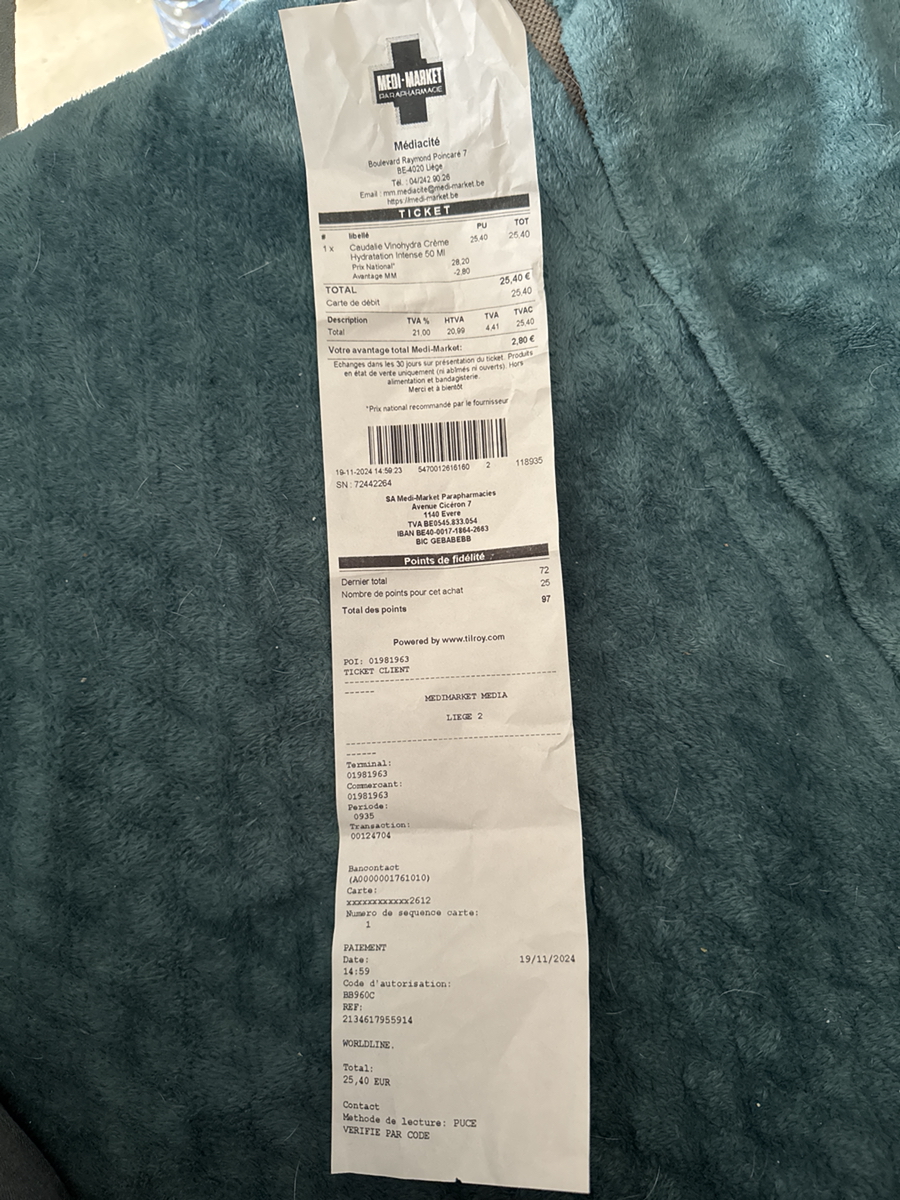 MEDI-MARKET
PARAPHARMACIE
Médiacité
Boulevard Raymond Poincaré 7
BE-4020 Liège
Tél. : 04/242 90 26
Email : mm.mediacite@medi-market.be
https://medi-market.be
TICKET
# libellé PU TOT
1 x Caudalie Vinohydra Crème 25,40 25,40
Hydratation Intense 50 Ml
Prix National* 28,20
Avantage MM -2,80
TOTAL 25,40 €
Carte de débit 25,40
Description TVA % HTVA TVA TVAC
Total 21,00 20,99 4,41 25,40
Votre avantage total Medi-Market: 2,80 €
Echanges dans les 30 jours sur présentation du ticket. Produits
en état de vente uniquement (ni abîmés ni ouverts). Hors
alimentation et bandagisterie.
Merci et à bientôt
*Prix national recommandé par le fournisseur
19-11-2024 14:59:23 5470012616160 2 118935
SN : 72442264
SA Medi-Market Parapharmacies
Avenue Cicéron 7
1140 Evere
TVA BE0545.833.054
IBAN BE40-0017-1864-2663
BIC GEBABEBB
Points de fidélité
Dernier total 72
Nombre de points pour cet achat 25
Total des points 97
Powered by www.tilroy.com
POI: 01981963
TICKET CLIENT
MEDIMARKET MEDIA
LIEGE 2
Terminal:
01981963
Commercant:
01981963
Periode:
0935
Transaction:
00124704
Bancontact
(A0000001761010)
Carte:
xxxxxxxxxxxx2612
Numero de sequence carte:
1
PAIEMENT
Date: 19/11/2024
14:59
Code d'autorisation:
BB960C
REF:
2134617955914
WORLDLINE.
Total:
25,40 EUR
Contact
Methode de lecture: PUCE
VERIFIE PAR CODE